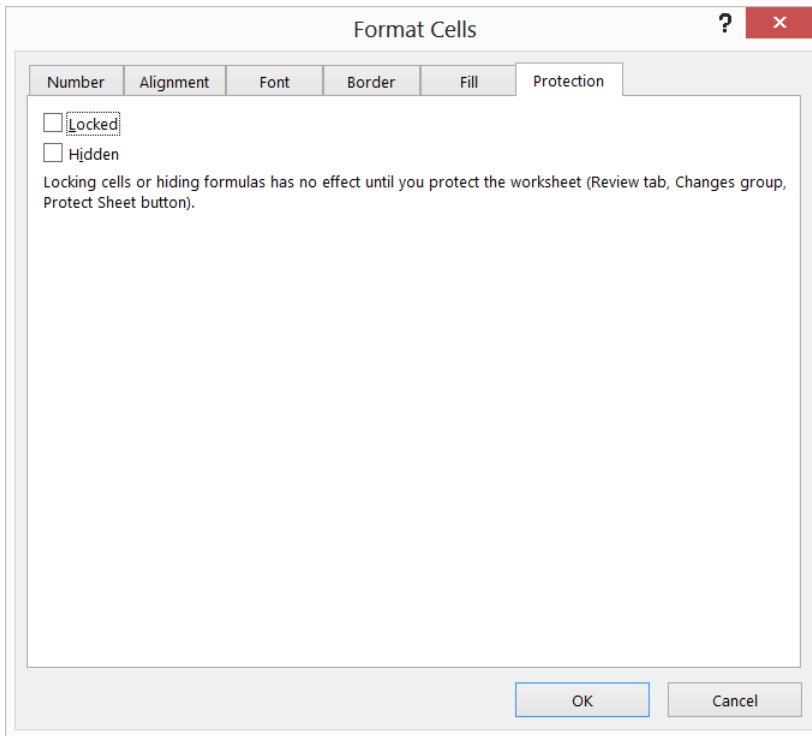 Format Cells
?
Number Alignment Font Border Fill Protection
Locked
Hidden
Locking cells or hiding formulas has no effect until you protect the worksheet (Review tab, Changes group,
Protect Sheet button).
OK Cancel